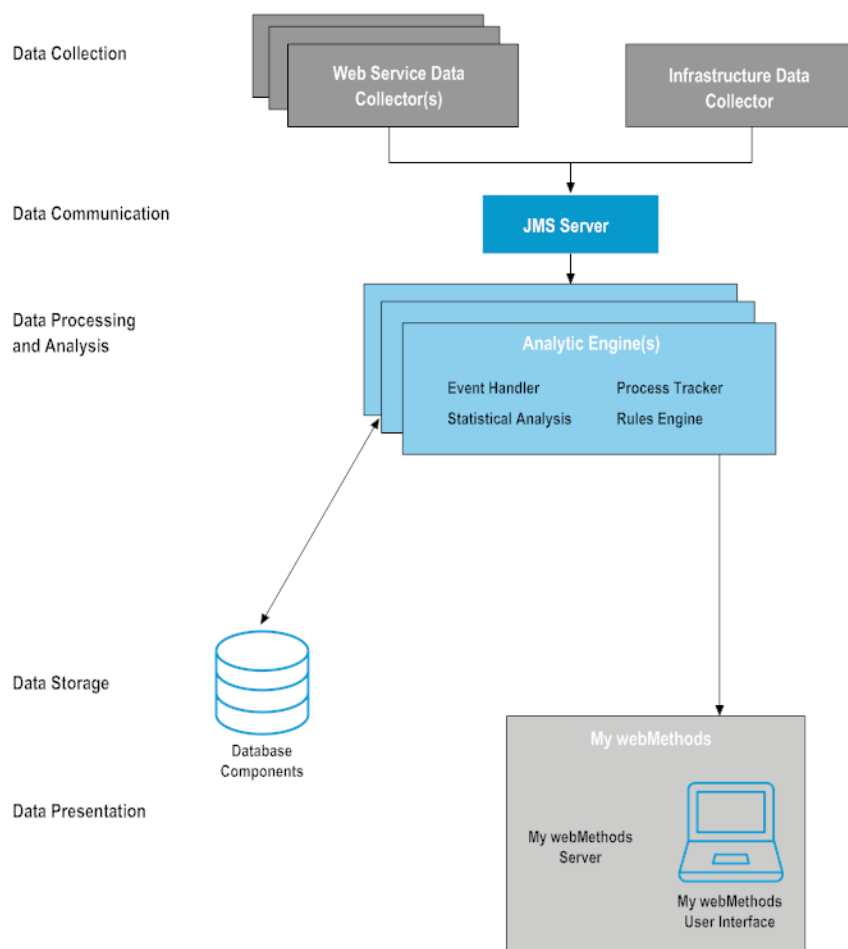 Data Collection
Web Service Data
Collector(s)
Infrastructure Data
Collector
Data Communication
JMS Server
Data Processing
and Analysis
Analytic Engine(s)
Event Handler
Process Tracker
Statistical Analysis
Rules Engine
Data Storage
Database
Components
My webMethods
Data Presentation
My webMethods
Server
My webMethods
User Interface